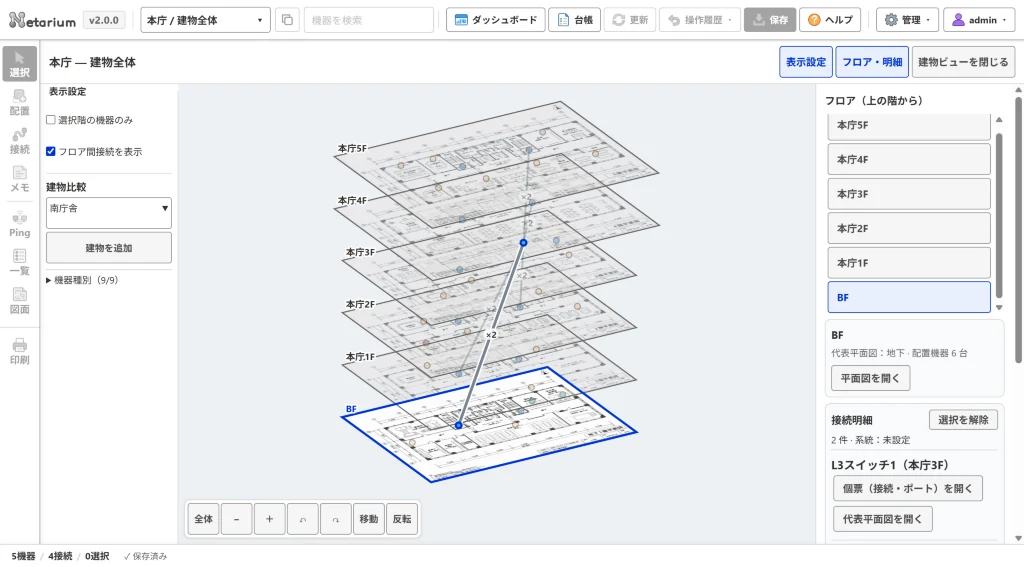 Netarium v2.0.0 本庁 / 建物全体 ▼ 機器を検索 ダッシュボード 台帳 更新 操作履歴 保存 ヘルプ 管理 admin
選択
配置
接続
メモ
Ping
一覧
図面
印刷
本庁 — 建物全体
表示設定 フロア・明細 建物ビューを閉じる
表示設定
選択階の機器のみ
フロア間接続を表示
建物比較
南庁舎 ▼
建物を追加
▶ 機器種別（9/9）
本庁5F
本庁4F
本庁3F
本庁2F
本庁1F
BF
×2
×2
×2
×2
×2
全体 − + 移動 反転
フロア（上の階から）
本庁5F
本庁4F
本庁3F
本庁2F
本庁1F
BF
BF
代表平面図：地下 · 配置機器 6 台
平面図を開く
接続明細 選択を解除
2 件 · 系統：未設定
L3スイッチ1（本庁3F）
個票（接続・ポート）を開く
代表平面図を開く
5機器 / 4接続 / 0選択 ✓ 保存済み